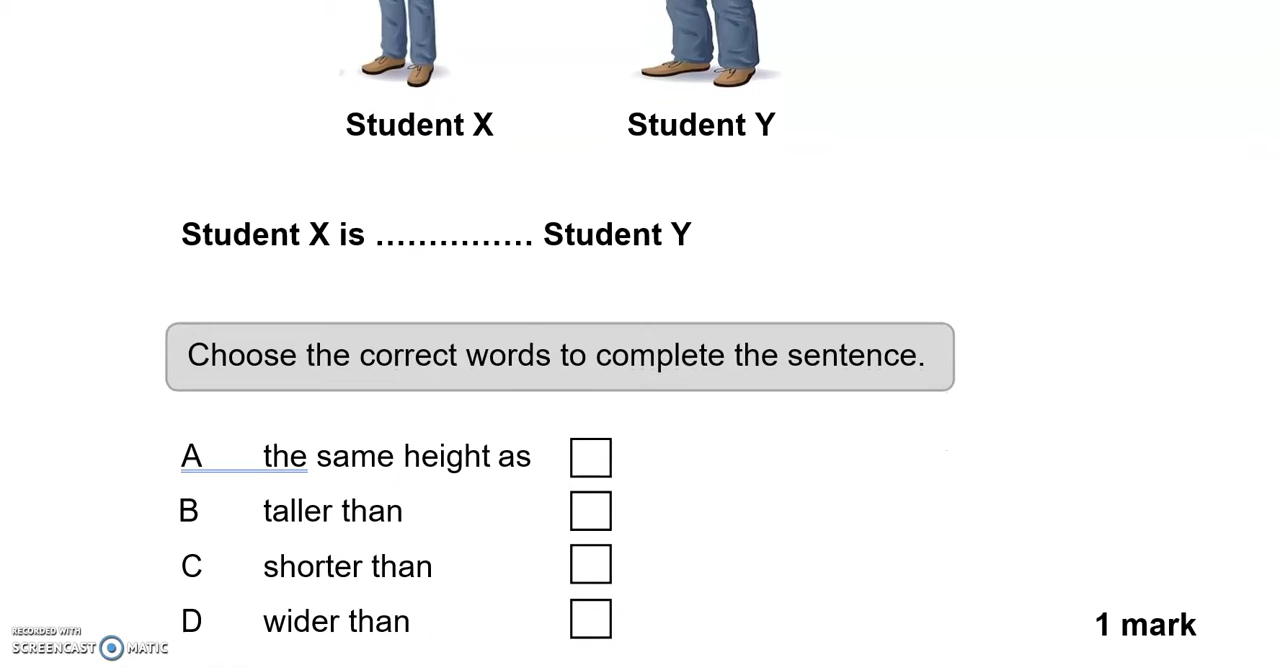 Student X Student Y
Student X is ............... Student Y
Choose the correct words to complete the sentence.
A the same height as
B taller than
C shorter than
D wider than
1 mark
RECORDED WITH
SCREENCAST MATIC